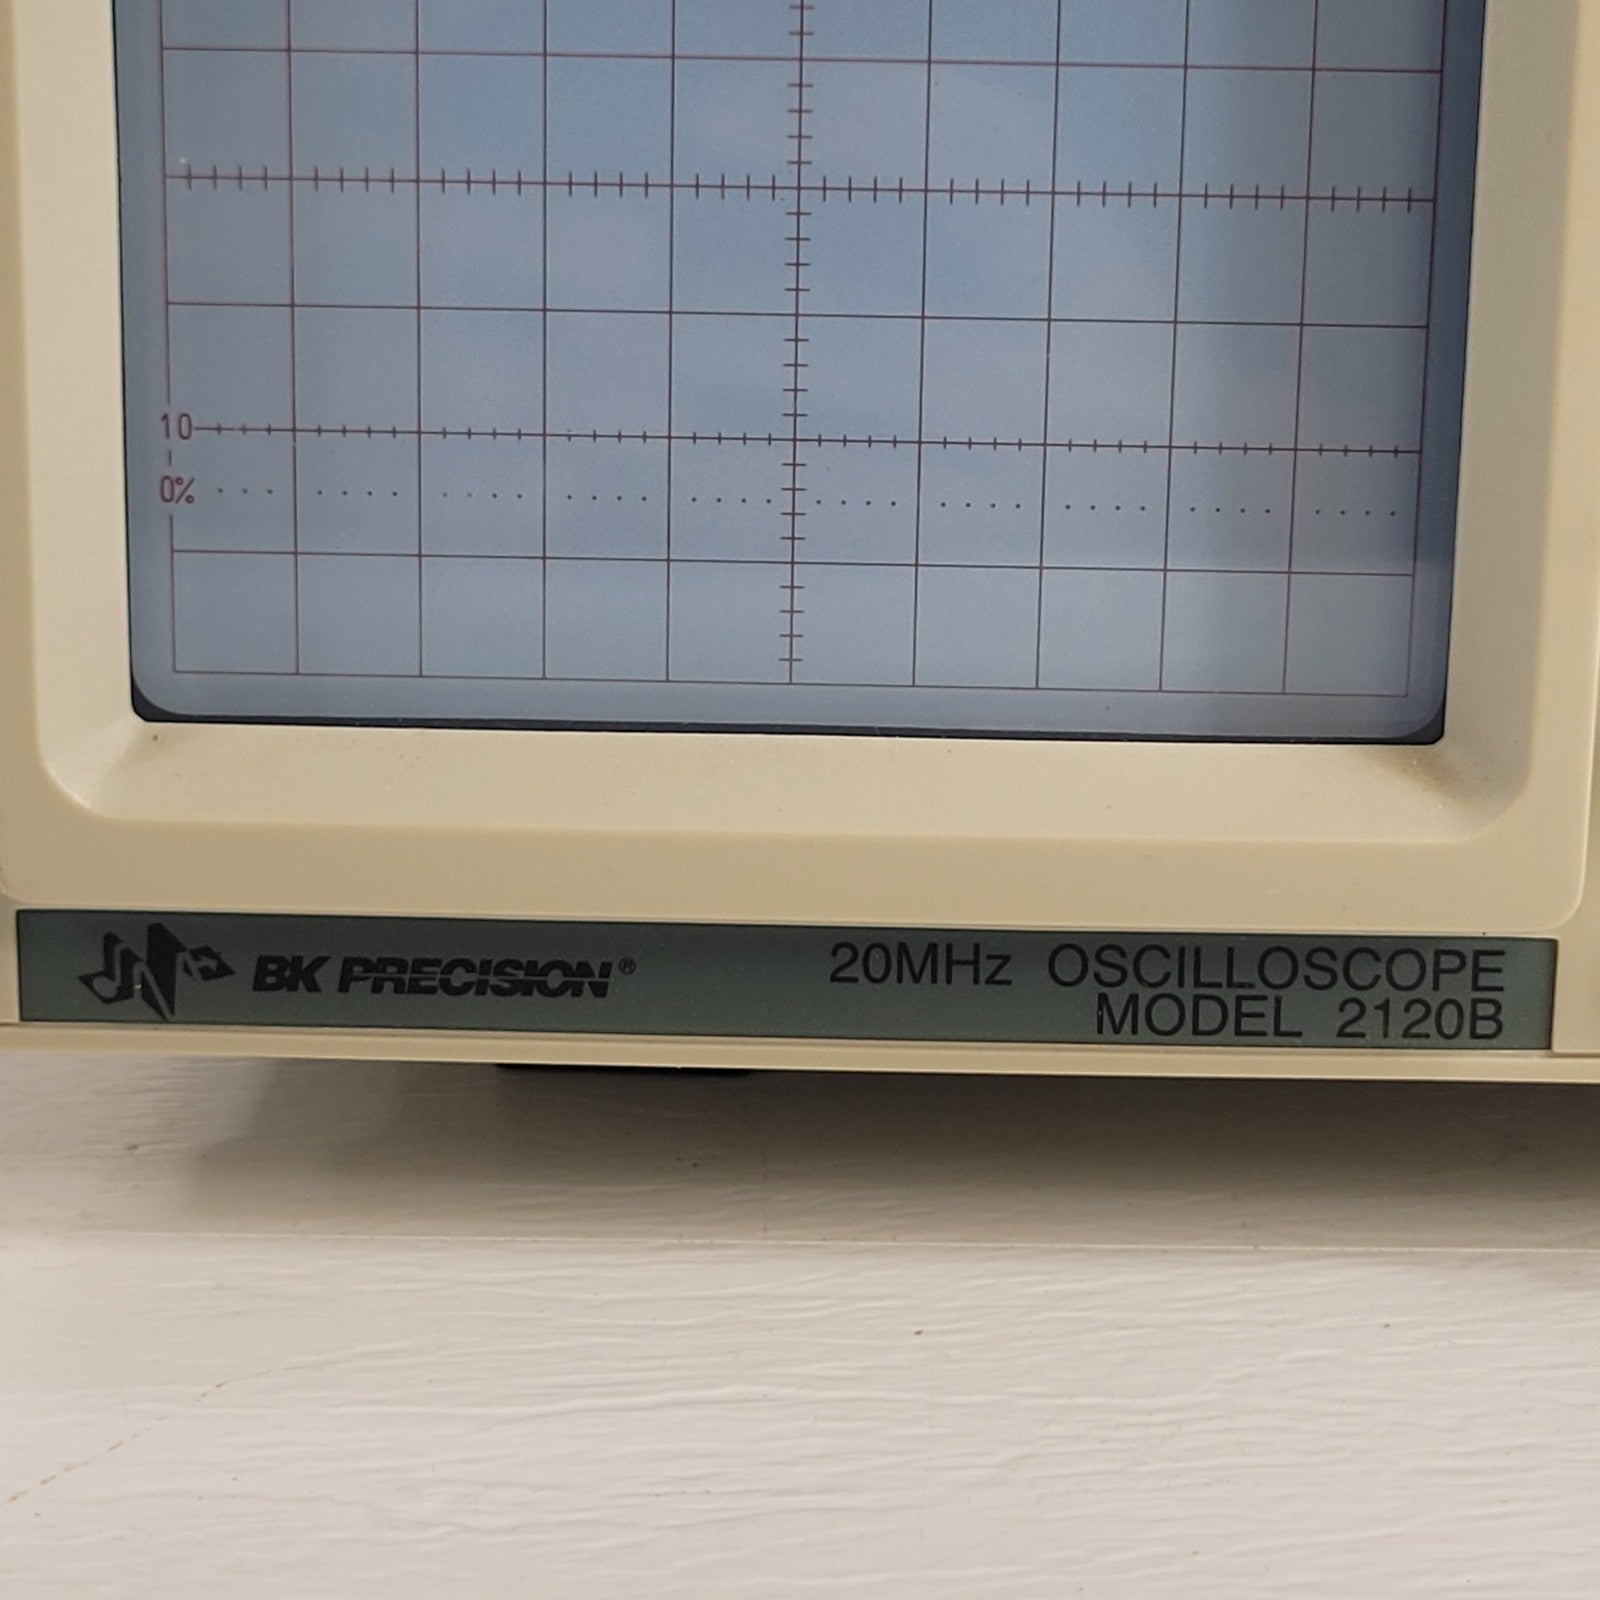 10
0%
BK PRECISION®
20MHz OSCILLOSCOPE
MODEL 2120B